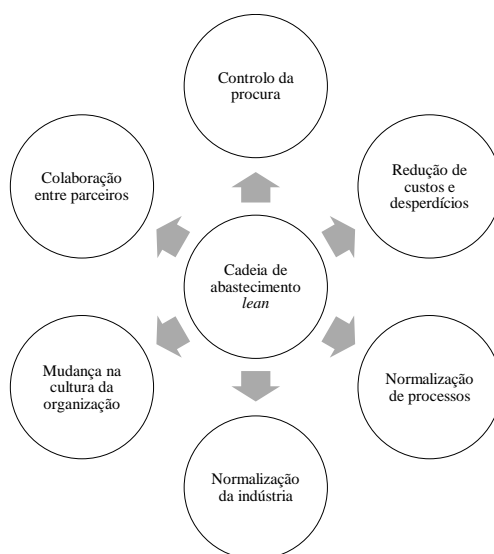 Controlo da
procura
Redução de
custos e
desperdícios
Normalização
de processos
Normalização
da indústria
Mudança na
cultura da
organização
Colaboração
entre parceiros
Cadeia de
abastecimento
lean